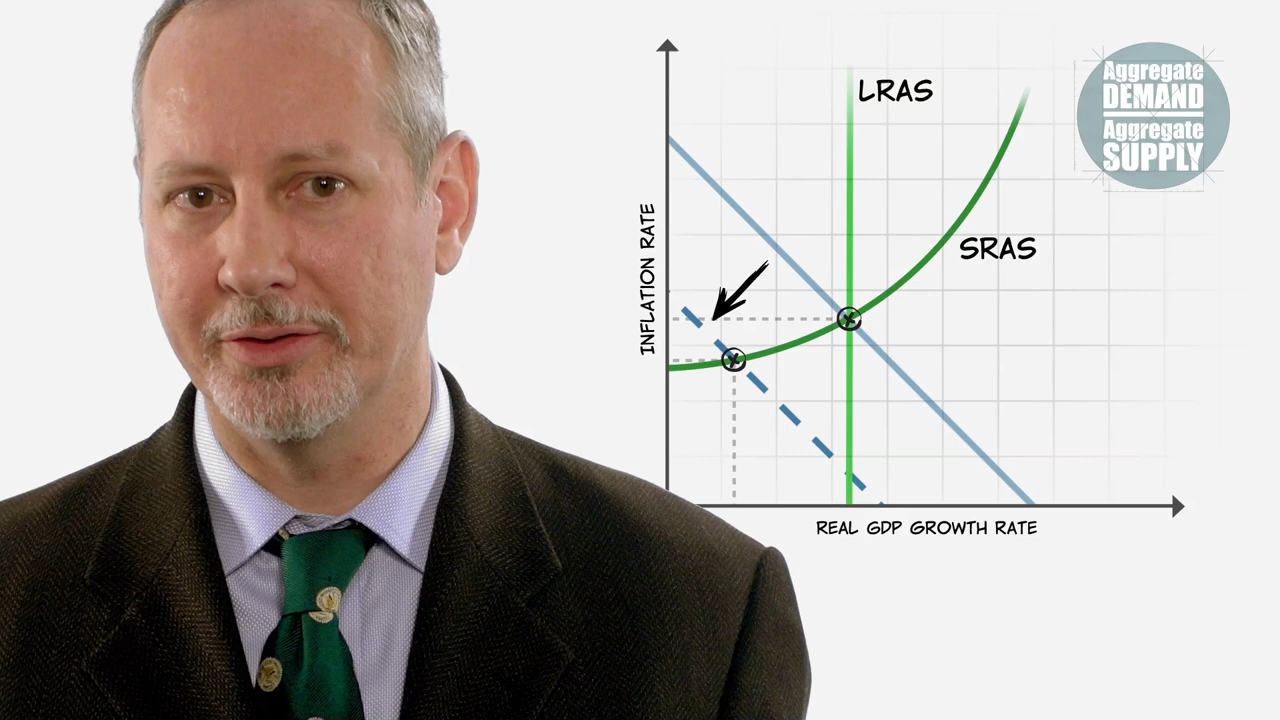 LRAS
Aggregate
DEMAND
Aggregate
SUPPLY
SRAS
INFLATION RATE
REAL GDP GROWTH RATE